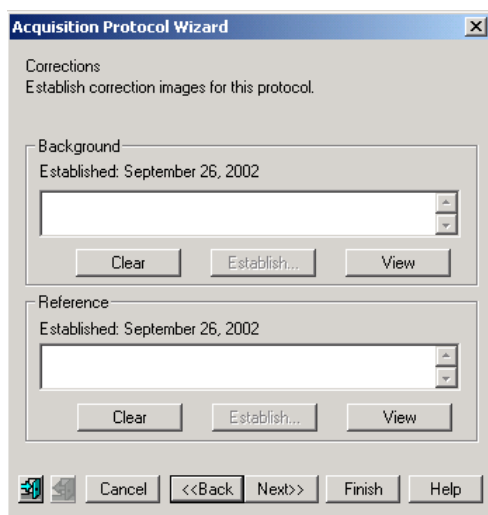 Acquisition Protocol Wizard
Corrections
Establish correction images for this protocol.
Background
Established: September 26, 2002
Clear Establish... View
Reference
Established: September 26, 2002
Clear Establish... View
Cancel <<Back Next>> Finish Help